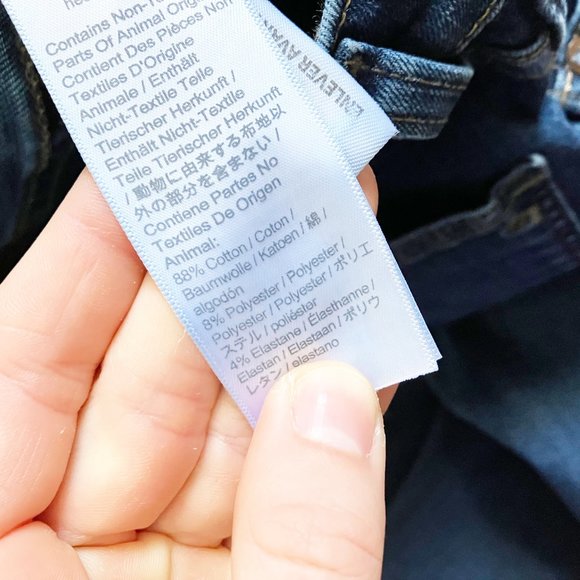 Contains Non-
Parts Of Animal Origi
Contient Des Pièces Non
Textiles D'Origine
Animale / Enthält
Nicht-Textile Teile
Tierischer Herkunft /
Enthält Nicht-Textile
Teile Tierischer Herkunft
/ 動物に由来する布地以
外の部分を含まない /
Contiene Partes No
Textiles De Origen
Animal:
88% Cotton / Coton /
Baumwolle / Katoen / 綿 /
algodón
8% Polyester / Polyester /
Polyester / Polyester / ポリエ
ステル / poliéster
4% Elastane / Élasthanne /
Elastan / Elastaan / ポリウ
レタン / elastano
ENLEVER AVA